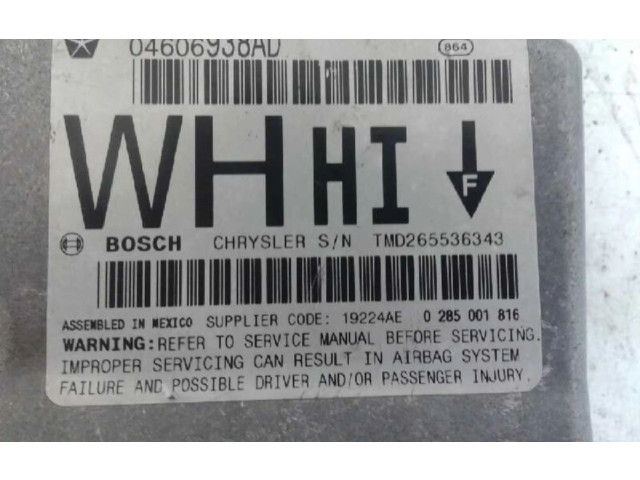 04606938AD 864
WH HI F
BOSCH CHRYSLER S/N TMD265536343
ASSEMBLED IN MEXICO SUPPLIER CODE: 19224AE 0 285 001 816
WARNING: REFER TO SERVICE MANUAL BEFORE SERVICING.
IMPROPER SERVICING CAN RESULT IN AIRBAG SYSTEM
FAILURE AND POSSIBLE DRIVER AND/OR PASSENGER INJURY.